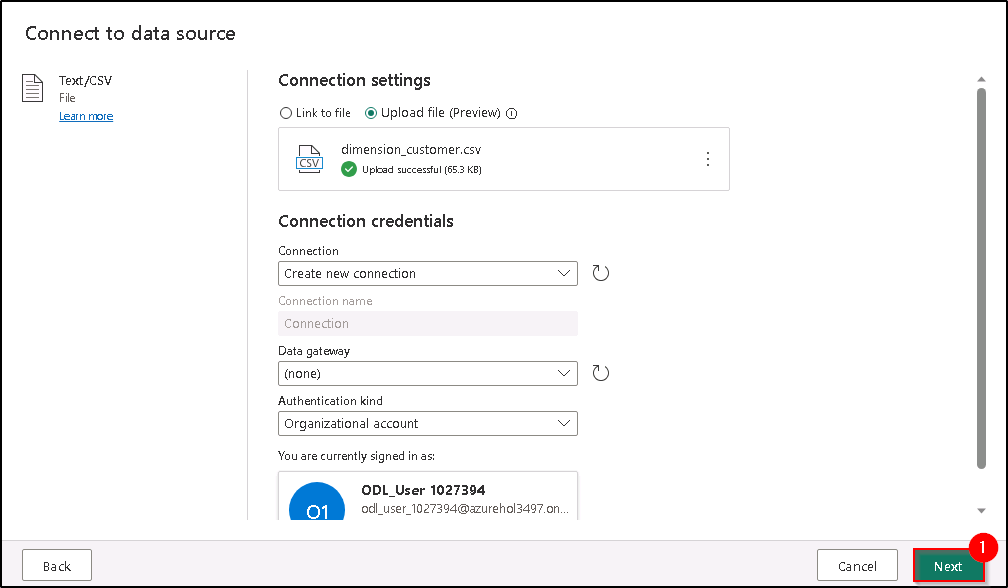 Connect to data source
Text/CSV
File
Learn more
Connection settings
Link to file
Upload file (Preview)
CSV
dimension_customer.csv
Upload successful (65.3 KB)
Connection credentials
Connection
Create new connection
Connection name
Connection
Data gateway
(none)
Authentication kind
Organizational account
You are currently signed in as:
O1
ODL_User 1027394
odl_user_1027394@azurehol3497.on...
Back
Cancel
Next
1